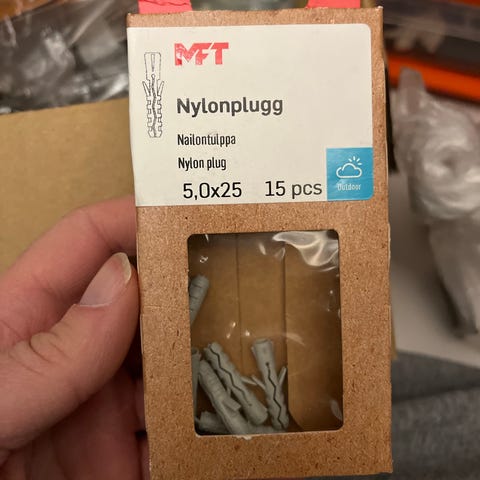 MFT
Nylonplugg
Nailontulppa
Nylon plug
5,0x25 15 pcs
Outdoor